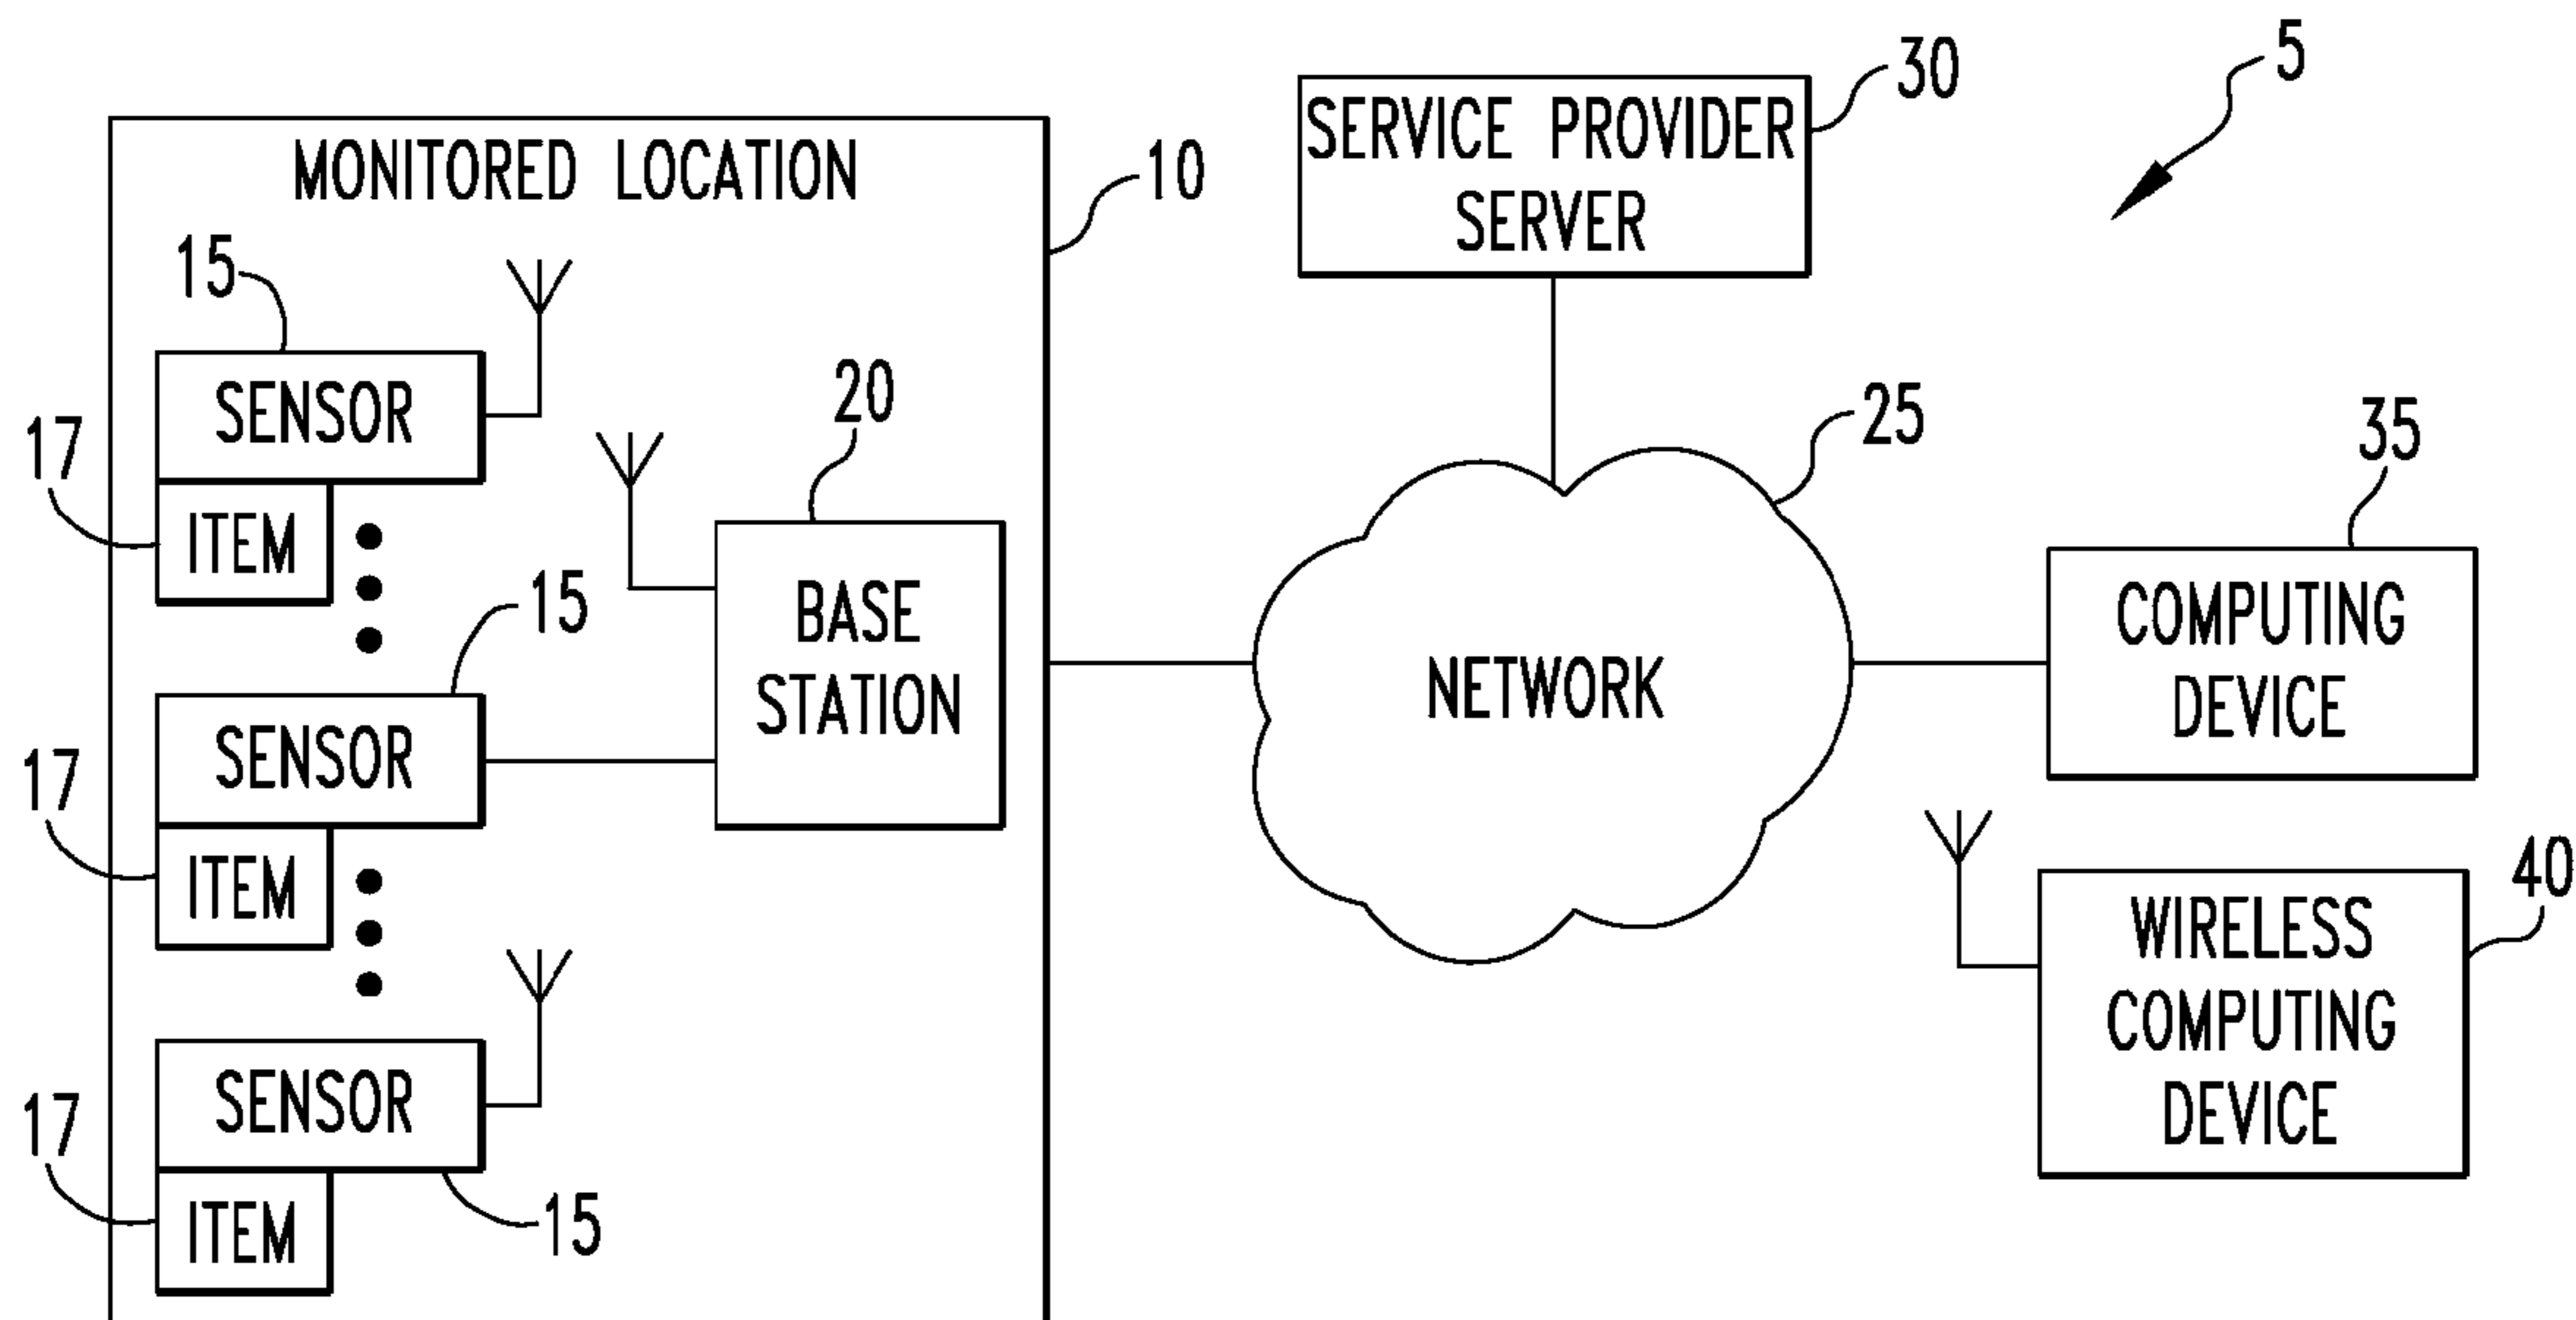 5
30
SERVICE PROVIDER
SERVER
MONITORED LOCATION
10
15
SENSOR
17
ITEM
20
BASE
STATION
15
SENSOR
17
ITEM
SENSOR
17
ITEM
15
25
NETWORK
35
COMPUTING
DEVICE
40
WIRELESS
COMPUTING
DEVICE